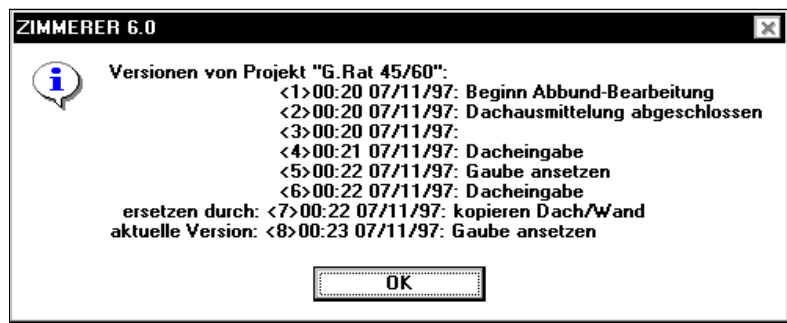 ZIMMERER 6.0
Versionen von Projekt "G.Rat 45/60":
<1>00:20 07/11/97: Beginn Abbund-Bearbeitung
<2>00:20 07/11/97: Dachausmittelung abgeschlossen
<3>00:20 07/11/97:
<4>00:21 07/11/97: Dacheingabe
<5>00:22 07/11/97: Gaube ansetzen
<6>00:22 07/11/97: Dacheingabe
ersetzen durch: <7>00:22 07/11/97: kopieren Dach/Wand
aktuelle Version: <8>00:23 07/11/97: Gaube ansetzen
OK